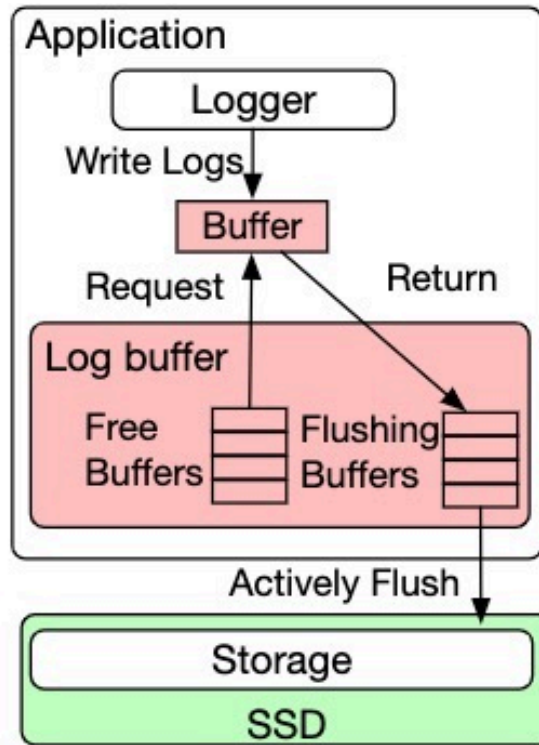 Application
Logger
Write Logs
Buffer
Request
Return
Log buffer
Free Buffers
Flushing Buffers
Actively Flush
Storage
SSD